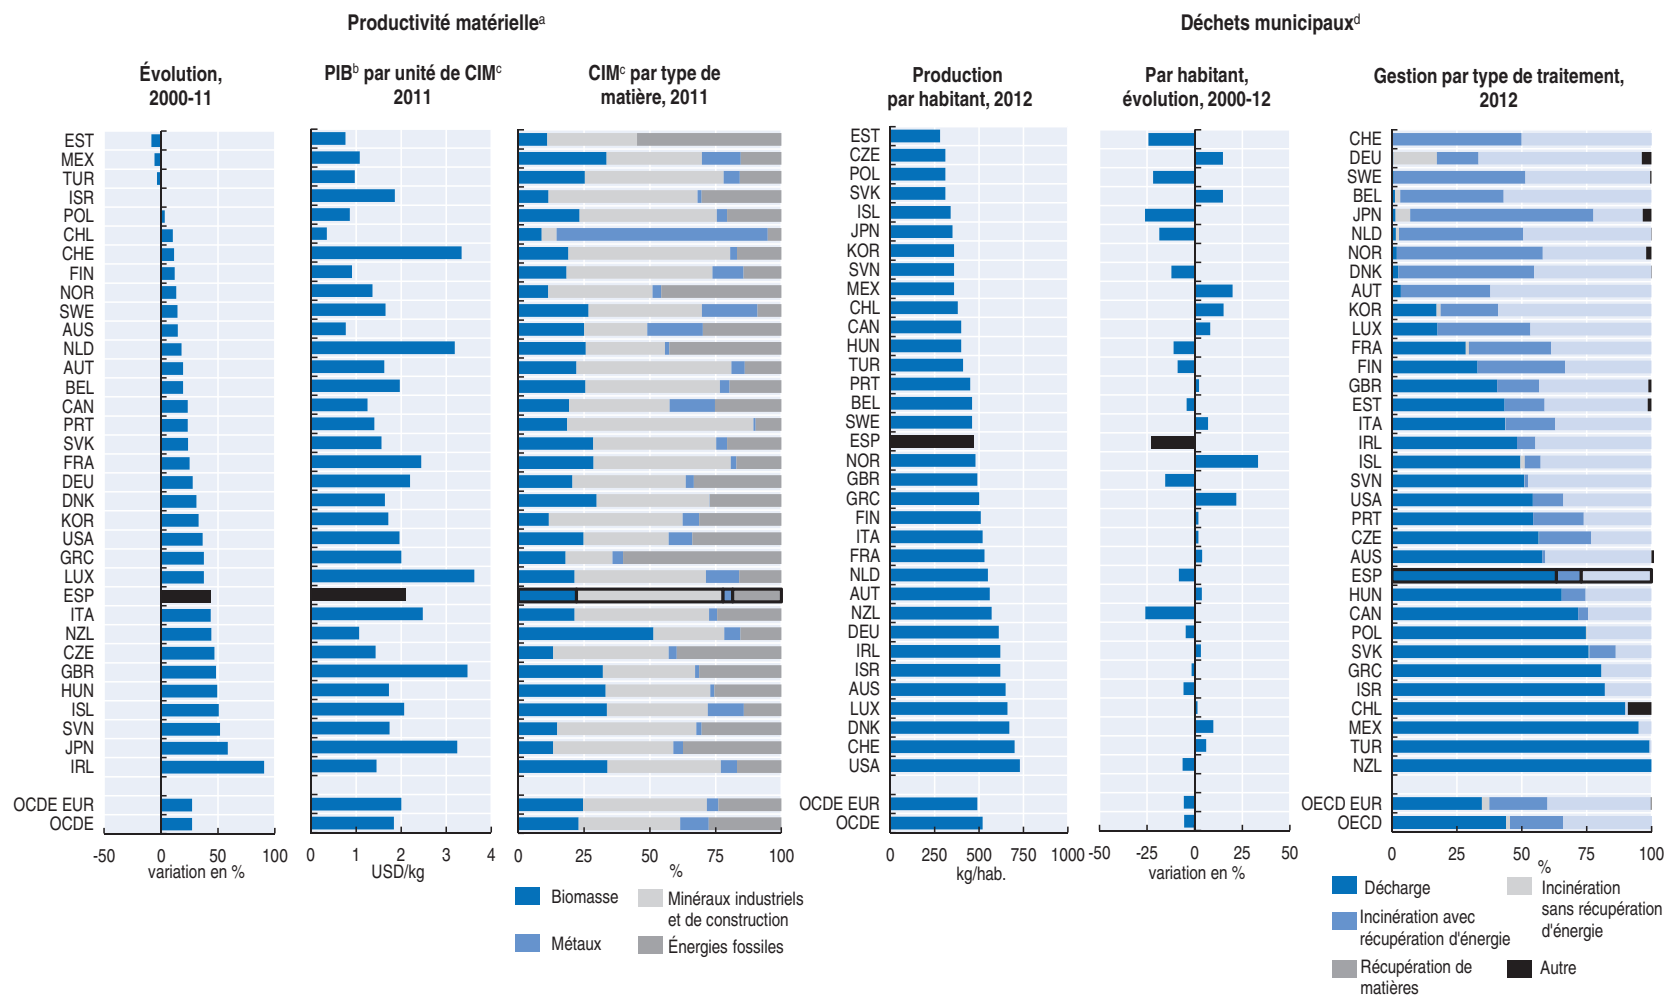 Productivité matérielleᵃ
Déchets municipauxᵈ
Évolution,
2000-11
PIBᵇ par unité de CIMᶜ
2011
CIMᶜ par type de
matière, 2011
Production
par habitant, 2012
Par habitant,
évolution, 2000-12
Gestion par type de traitement,
2012
EST
MEX
TUR
ISR
POL
CHL
CHE
FIN
NOR
SWE
AUS
NLD
AUT
BEL
CAN
PRT
SVK
FRA
DEU
DNK
KOR
USA
GRC
LUX
ESP
ITA
NZL
CZE
GBR
HUN
ISL
SVN
JPN
IRL
OCDE EUR
OCDE
-50 0 50 100
variation en %
0 1 2 3 4
USD/kg
0 25 50 75 100
%
Biomasse
Minéraux industriels
et de construction
Métaux
Énergies fossiles
EST
CZE
POL
SVK
ISL
JPN
KOR
SVN
MEX
CHL
CAN
HUN
TUR
PRT
BEL
SWE
ESP
NOR
GBR
GRC
FIN
ITA
FRA
NLD
AUT
NZL
DEU
IRL
ISR
AUS
LUX
DNK
CHE
USA
OCDE EUR
OCDE
0 250 500 750 1000
kg/hab.
-50 -25 0 25 50
variation en %
CHE
DEU
SWE
BEL
JPN
NLD
NOR
DNK
AUT
KOR
LUX
FRA
FIN
GBR
EST
ITA
IRL
ISL
SVN
USA
PRT
CZE
AUS
ESP
HUN
CAN
POL
SVK
GRC
ISR
CHL
MEX
TUR
NZL
OECD EUR
OECD
0 25 50 75 100
%
Décharge
Incinération
sans récupération
d'énergie
Incinération avec
récupération d'énergie
Récupération de
matières
Autre